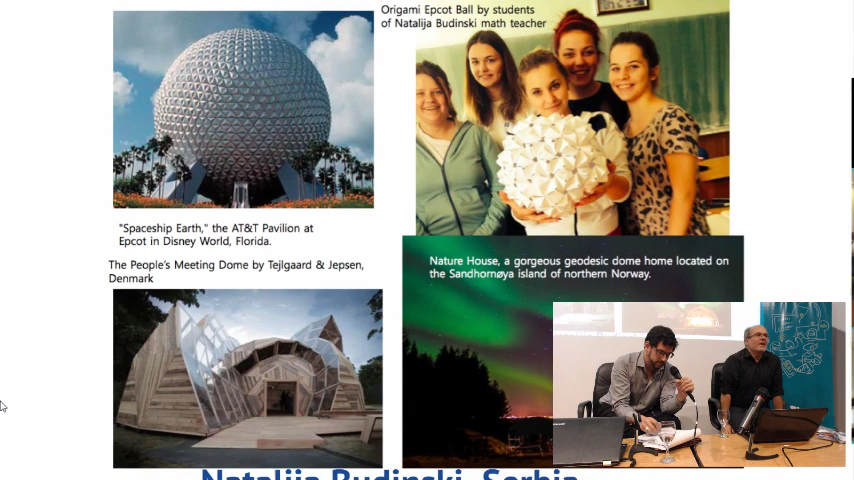 Origami Epcot Ball by students
of Natalija Budinski math teacher
"Spaceship Earth," the AT&T Pavilion at
Epcot in Disney World, Florida.
The People's Meeting Dome by Tejlgaard & Jepsen,
Denmark
Nature House, a gorgeous geodesic dome home located on
the Sandhornøya island of northern Norway.
Natalija Budinski, Serbia